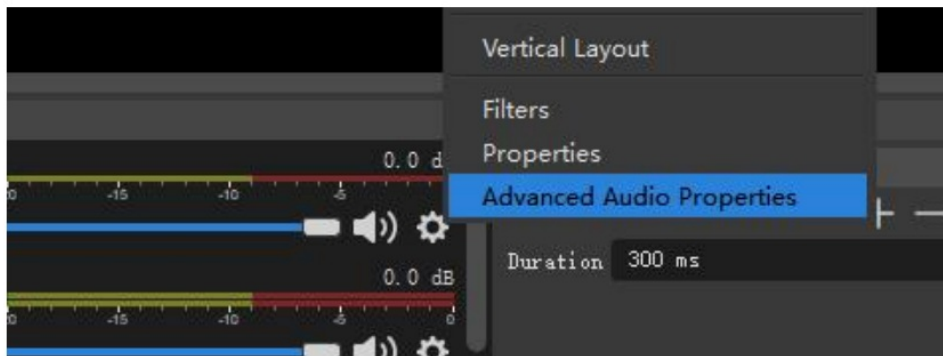 Vertical Layout
Filters
Properties
Advanced Audio Properties
0.0 d
-15 -10 -5
Duration 300 ms
0.0 dB
-15 -10 -5 0